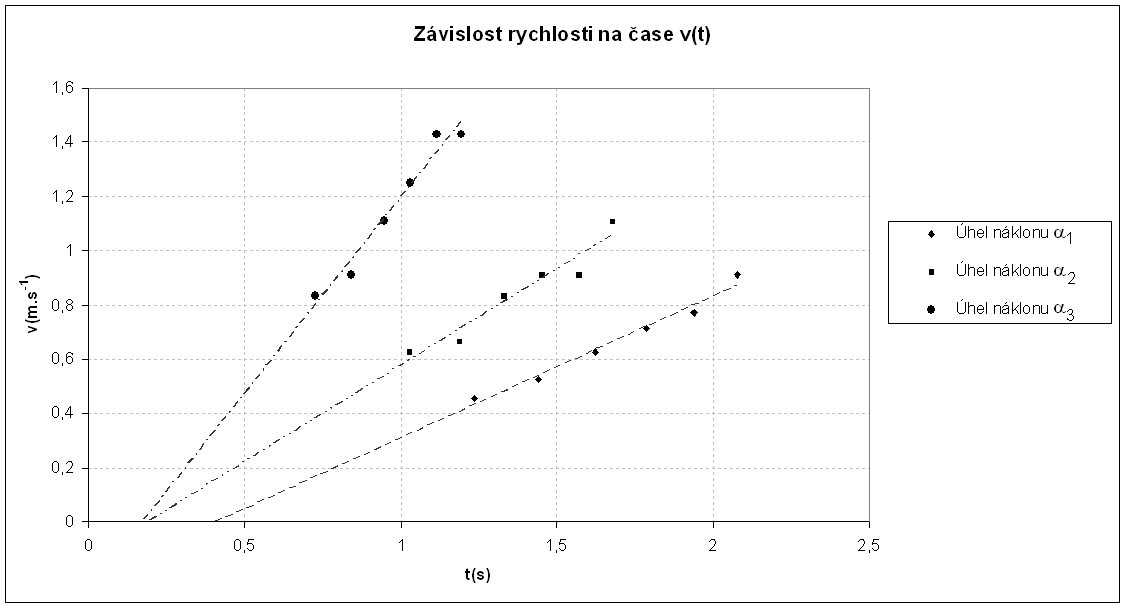 Závislost rychlosti na čase v(t)
1,6
1,4
1,2
1
0,8
0,6
0,4
0,2
0
v(m.s⁻¹)
0 0,5 1 1,5 2 2,5
t(s)
Úhel náklonu α₁
Úhel náklonu α₂
Úhel náklonu α₃